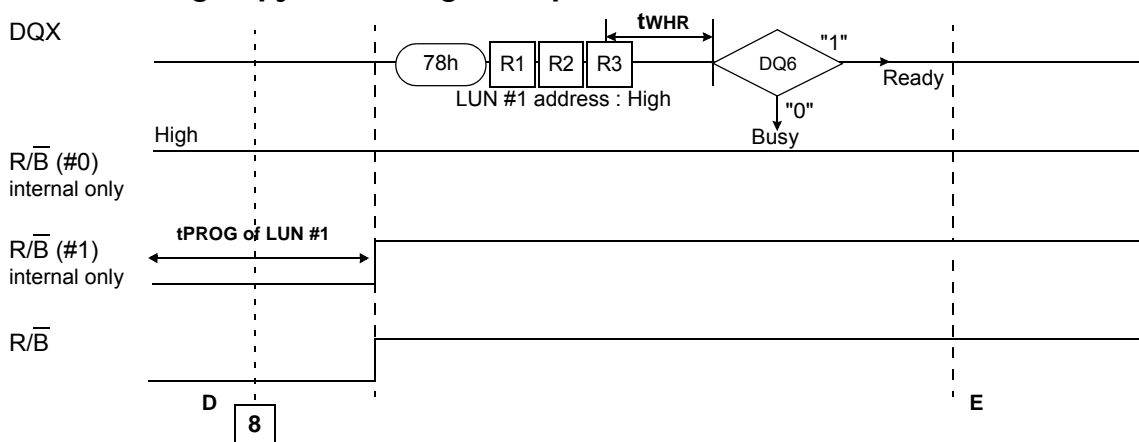 DQX
tWHR
78h
R1
R2
R3
DQ6
"1"
Ready
LUN #1 address : High
"0"
Busy
High
R/B̅ (#0)
internal only
tPROG of LUN #1
R/B̅ (#1)
internal only
R/B̅
D
8
E